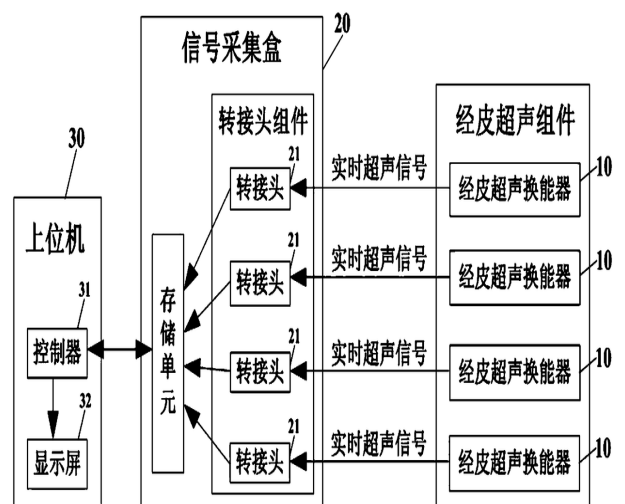 信号采集盒
20
转接头组件
经皮超声组件
30
上位机
21
转接头
实时超声信号
经皮超声换能器
10
21
转接头
实时超声信号
经皮超声换能器
10
存储单元
31
控制器
21
转接头
实时超声信号
经皮超声换能器
10
32
显示屏
21
转接头
实时超声信号
经皮超声换能器
10